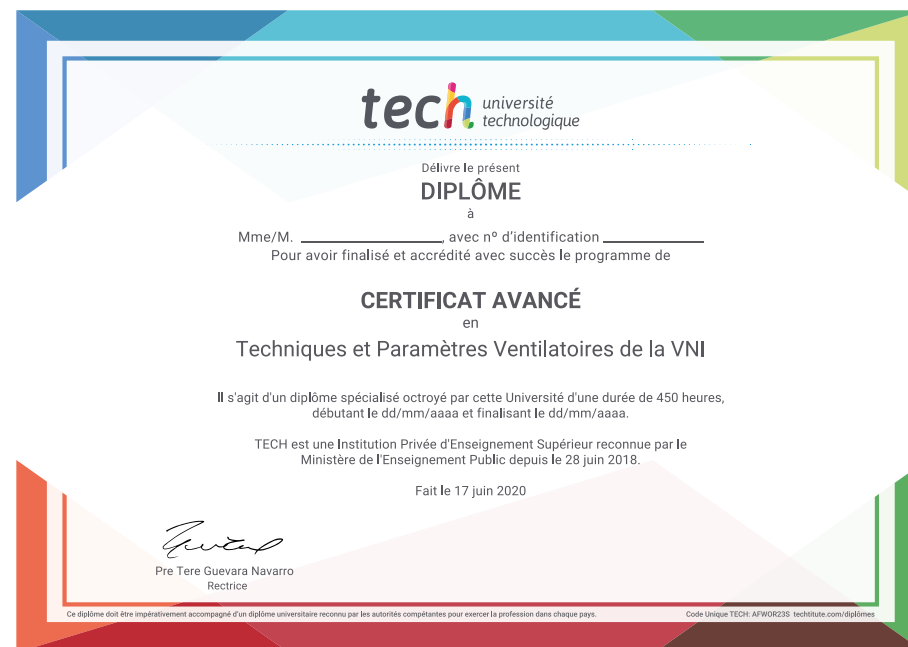 tech université
technologique
Délivre le présent
DIPLÔME
à
Mme/M. ____________________, avec nº d'identification ______________
Pour avoir finalisé et accrédité avec succès le programme de
CERTIFICAT AVANCÉ
en
Techniques et Paramètres Ventilatoires de la VNI
Il s'agit d'un diplôme spécialisé octroyé par cette Université d'une durée de 450 heures,
débutant le dd/mm/aaaa et finalisant le dd/mm/aaaa.
TECH est une Institution Privée d'Enseignement Supérieur reconnue par le
Ministère de l'Enseignement Public depuis le 28 juin 2018.
Fait le 17 juin 2020
Pre Tere Guevara Navarro
Rectrice
Ce diplôme doit être impérativement accompagné d'un diplôme universitaire reconnu par les autorités compétentes pour exercer la profession dans chaque pays.
Code Unique TECH: AFWOR23S techtitute.com/diplômes